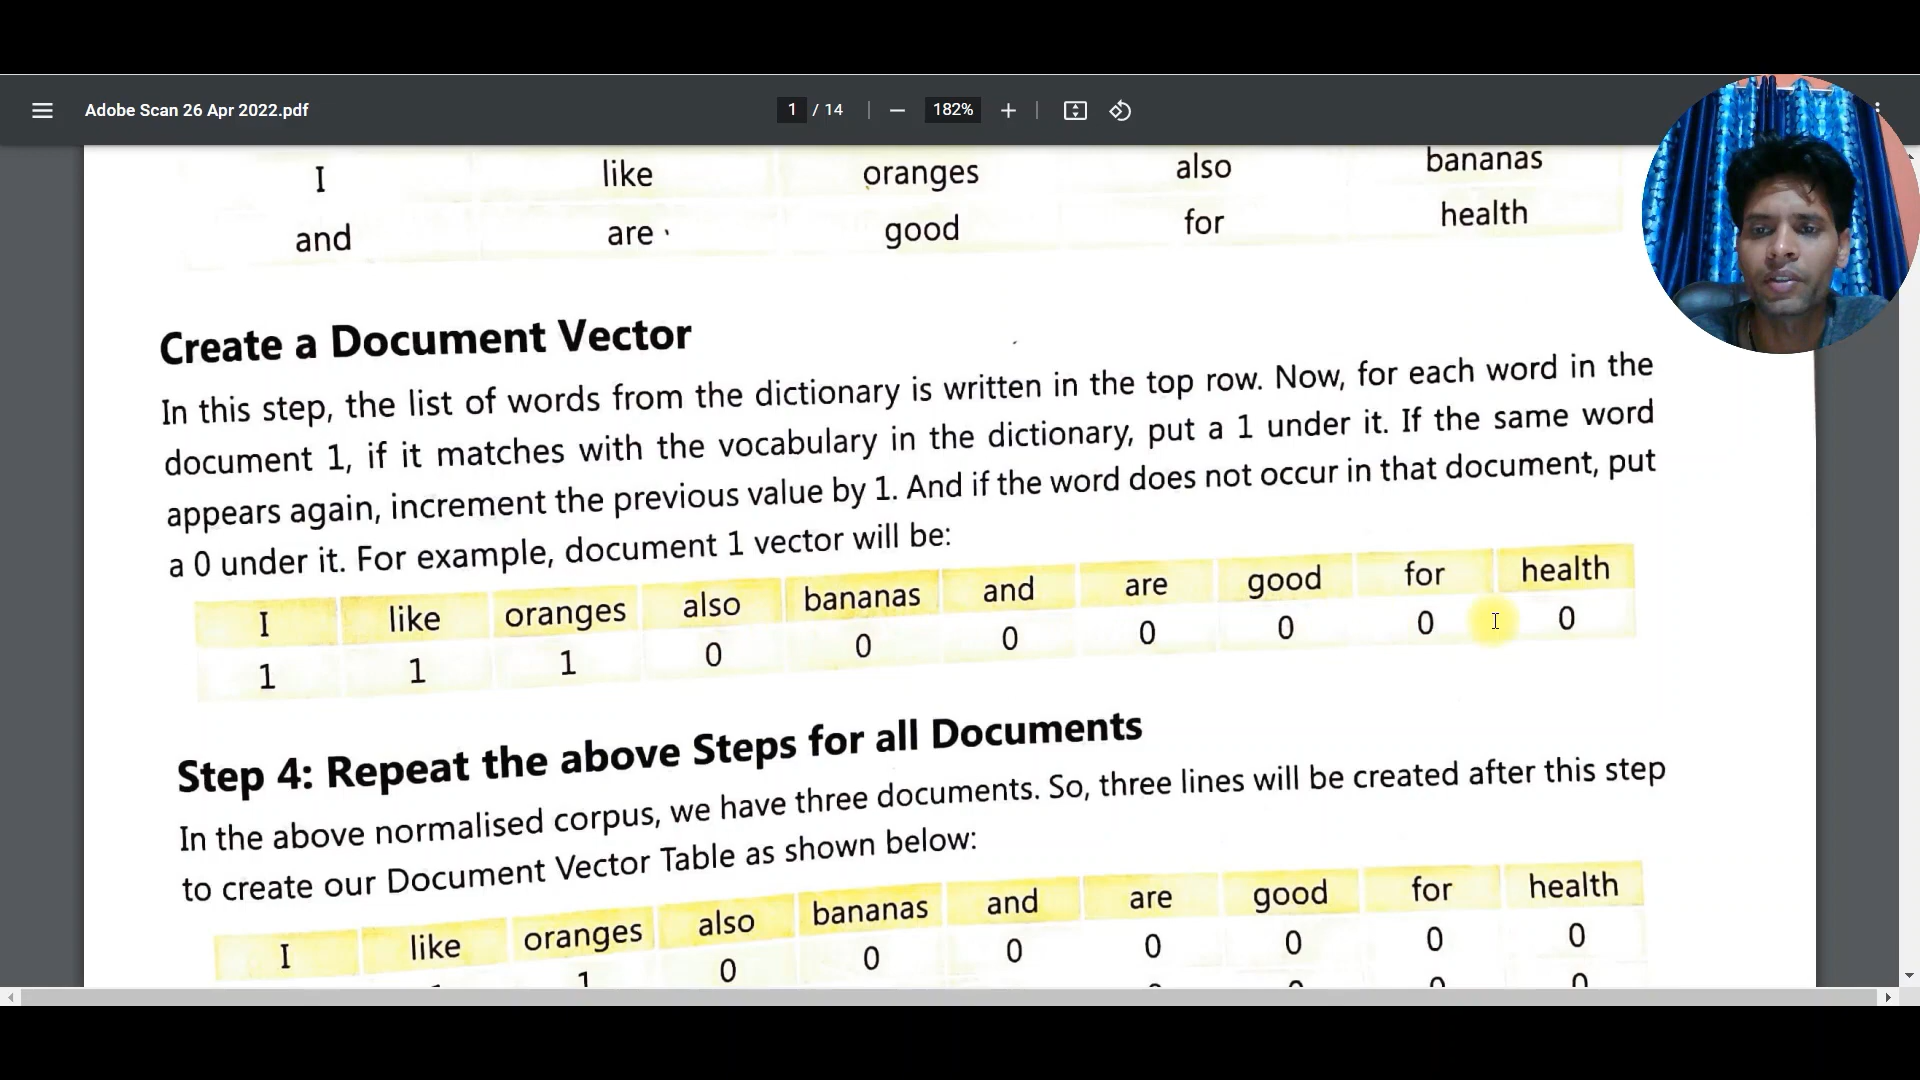 Adobe Scan 26 Apr 2022.pdf 1 / 14 182%
I like oranges also bananas
and are good for health
Create a Document Vector
In this step, the list of words from the dictionary is written in the top row. Now, for each word in the
document 1, if it matches with the vocabulary in the dictionary, put a 1 under it. If the same word
appears again, increment the previous value by 1. And if the word does not occur in that document, put
a 0 under it. For example, document 1 vector will be:
I like oranges also bananas and are good for health
1 1 1 0 0 0 0 0 0 0
Step 4: Repeat the above Steps for all Documents
In the above normalised corpus, we have three documents. So, three lines will be created after this step
to create our Document Vector Table as shown below:
I like oranges also bananas and are good for health
1 0 0 0 0 0 0 0